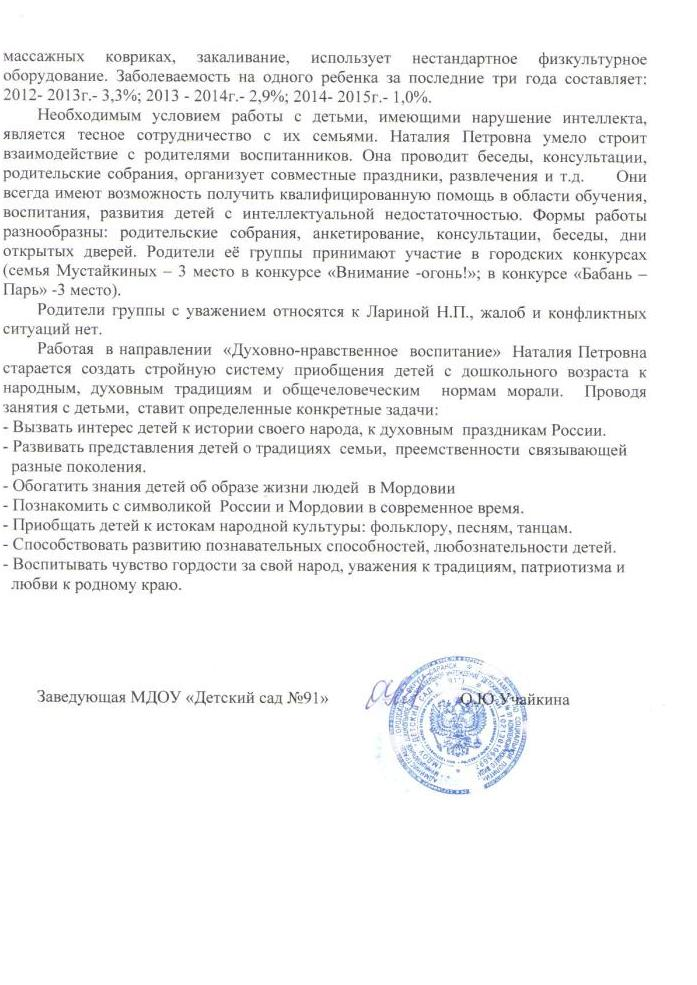 массажных ковриках, закаливание, использует нестандартное физкультурное
оборудование. Заболеваемость на одного ребенка за последние три года составляет:
2012- 2013г.- 3,3%; 2013 - 2014г.- 2,9%; 2014- 2015г.- 1,0%.
Необходимым условием работы с детьми, имеющими нарушение интеллекта,
является тесное сотрудничество с их семьями. Наталия Петровна умело строит
взаимодействие с родителями воспитанников. Она проводит беседы, консультации,
родительские собрания, организует совместные праздники, развлечения и т.д. Они
всегда имеют возможность получить квалифицированную помощь в области обучения,
воспитания, развития детей с интеллектуальной недостаточностью. Формы работы
разнообразны: родительские собрания, анкетирование, консультации, беседы, дни
открытых дверей. Родители её группы принимают участие в городских конкурсах
(семья Мустайкиных – 3 место в конкурсе «Внимание -огонь!»; в конкурсе «Бабань –
Парь» -3 место).
Родители группы с уважением относятся к Лариной Н.П., жалоб и конфликтных
ситуаций нет.
Работая в направлении «Духовно-нравственное воспитание» Наталия Петровна
старается создать стройную систему приобщения детей с дошкольного возраста к
народным, духовным традициям и общечеловеческим нормам морали. Проводя
занятия с детьми, ставит определенные конкретные задачи:
- Вызвать интерес детей к истории своего народа, к духовным праздникам России.
- Развивать представления детей о традициях семьи, преемственности связывающей
разные поколения.
- Обогатить знания детей об образе жизни людей в Мордовии
- Познакомить с символикой России и Мордовии в современное время.
- Приобщать детей к истокам народной культуры: фольклору, песням, танцам.
- Способствовать развитию познавательных способностей, любознательности детей.
- Воспитывать чувство гордости за свой народ, уважения к традициям, патриотизма и
любви к родному краю.
Заведующая МДОУ «Детский сад №91» О.Ю.Учайкина